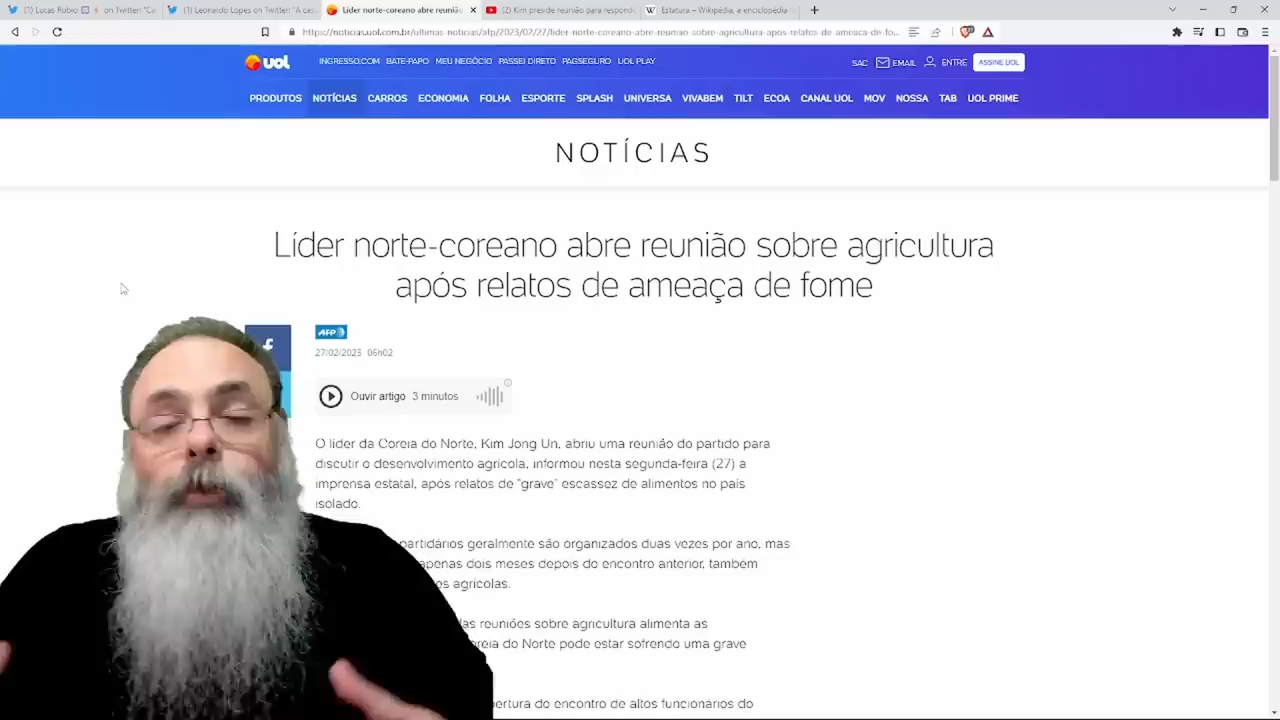 (1) Lucas Rubio on Twitter: "Ca
(1) Leonardo Lopes on Twitter: "A cas
Líder norte-coreano abre reuniã
(2) Kim preside reunião para respond
Estatura – Wikipédia, a enciclopédia
https://noticias.uol.com.br/ultimas-noticias/afp/2023/02/27/lider-norte-coreano-abre-reuniao-sobre-agricultura-apos-relatos-de-ameaca-de-fo...
UOL
INGRESSO.COM BATE-PAPO MEU NEGÓCIO PASSEI DIRETO PAGSEGURO UOL PLAY
SAC EMAIL ENTRE ASSINE UOL
PRODUTOS NOTÍCIAS CARROS ECONOMIA FOLHA ESPORTE SPLASH UNIVERSA VIVABEM TILT ECOA CANAL UOL MOV NOSSA TAB UOL PRIME
NOTÍCIAS
Líder norte-coreano abre reunião sobre agricultura
após relatos de ameaça de fome
AFP
27/02/2023 06h02
Ouvir artigo 3 minutos
O líder da Coreia do Norte, Kim Jong Un, abriu uma reunião do partido para
discutir o desenvolvimento agrícola, informou nesta segunda-feira (27) a
imprensa estatal, após relatos de "grave" escassez de alimentos no país
isolado.
partidários geralmente são organizados duas vezes por ano, mas
apenas dois meses depois do encontro anterior, também
es agrícolas.
das reuniões sobre agricultura alimenta as
reia do Norte pode estar sofrendo uma grave
ertura do encontro de altos funcionários do